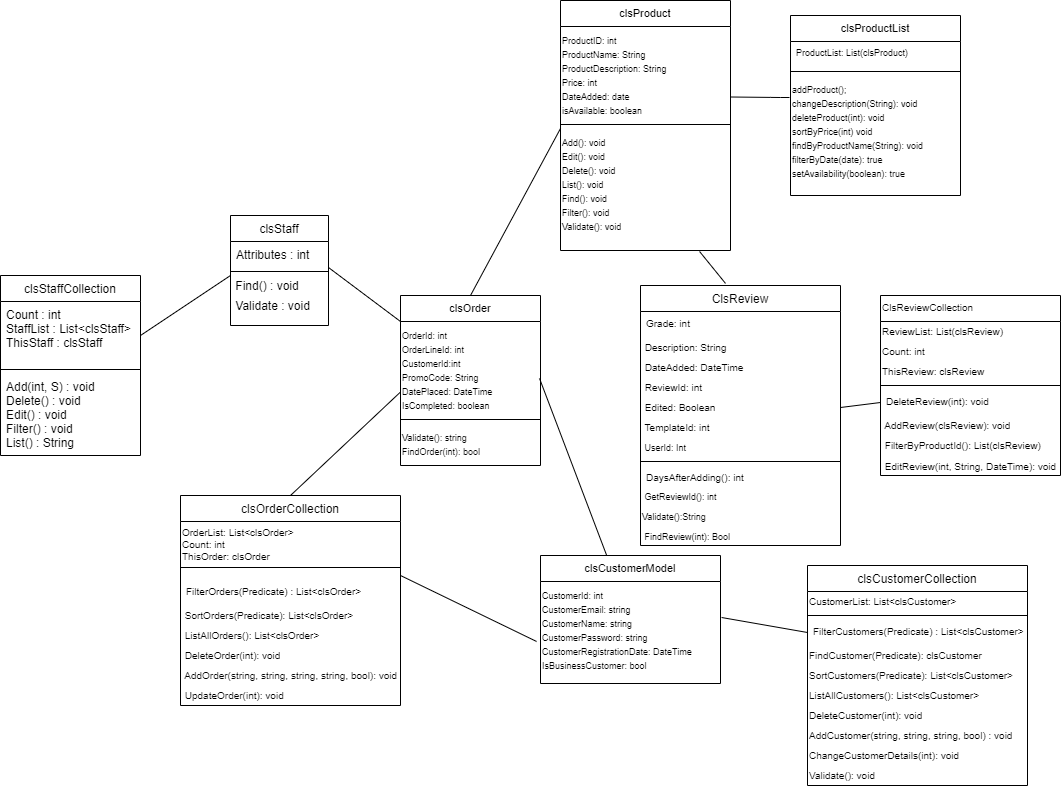 clsProduct
ProductID: int
ProductName: String
ProductDescription: String
Price: int
DateAdded: date
isAvailable: boolean
Add(): void
Edit(): void
Delete(): void
List(): void
Find(): void
Filter(): void
Validate(): void
clsProductList
ProductList: List(clsProduct)
addProduct();
changeDescription(String): void
deleteProduct(int): void
sortByPrice(int) void
findByProductName(String): void
filterByDate(date): true
setAvailability(boolean): true
clsStaff
Attributes : int
Find() : void
Validate : void
clsStaffCollection
Count : int
StaffList : List<clsStaff>
ThisStaff : clsStaff
Add(int, S) : void
Delete() : void
Edit() : void
Filter() : void
List() : String
clsOrder
OrderId: int
OrderLineId: int
CustomerId:int
PromoCode: String
DatePlaced: DateTime
IsCompleted: boolean
Validate(): string
FindOrder(int): bool
ClsReview
Grade: int
Description: String
DateAdded: DateTime
ReviewId: int
Edited: Boolean
TemplateId: int
UserId: Int
DaysAfterAdding(): int
GetReviewId(): int
Validate():String
FindReview(int): Bool
ClsReviewCollection
ReviewList: List(clsReview)
Count: int
ThisReview: clsReview
DeleteReview(int): void
AddReview(clsReview): void
FilterByProductId(): List(clsReview)
EditReview(int, String, DateTime): void
clsOrderCollection
OrderList: List<clsOrder>
Count: int
ThisOrder: clsOrder
FilterOrders(Predicate) : List<clsOrder>
SortOrders(Predicate): List<clsOrder>
ListAllOrders(): List<clsOrder>
DeleteOrder(int): void
AddOrder(string, string, string, string, bool): void
UpdateOrder(int): void
clsCustomerModel
CustomerId: int
CustomerEmail: string
CustomerName: string
CustomerPassword: string
CustomerRegistrationDate: DateTime
IsBusinessCustomer: bool
clsCustomerCollection
CustomerList: List<clsCustomer>
FilterCustomers(Predicate) : List<clsCustomer>
FindCustomer(Predicate): clsCustomer
SortCustomers(Predicate): List<clsCustomer>
ListAllCustomers(): List<clsCustomer>
DeleteCustomer(int): void
AddCustomer(string, string, string, bool) : void
ChangeCustomerDetails(int): void
Validate(): void